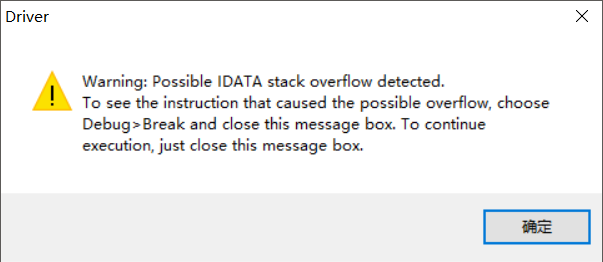 Driver
Warning: Possible IDATA stack overflow detected.
To see the instruction that caused the possible overflow, choose
Debug>Break and close this message box. To continue
execution, just close this message box.
确定